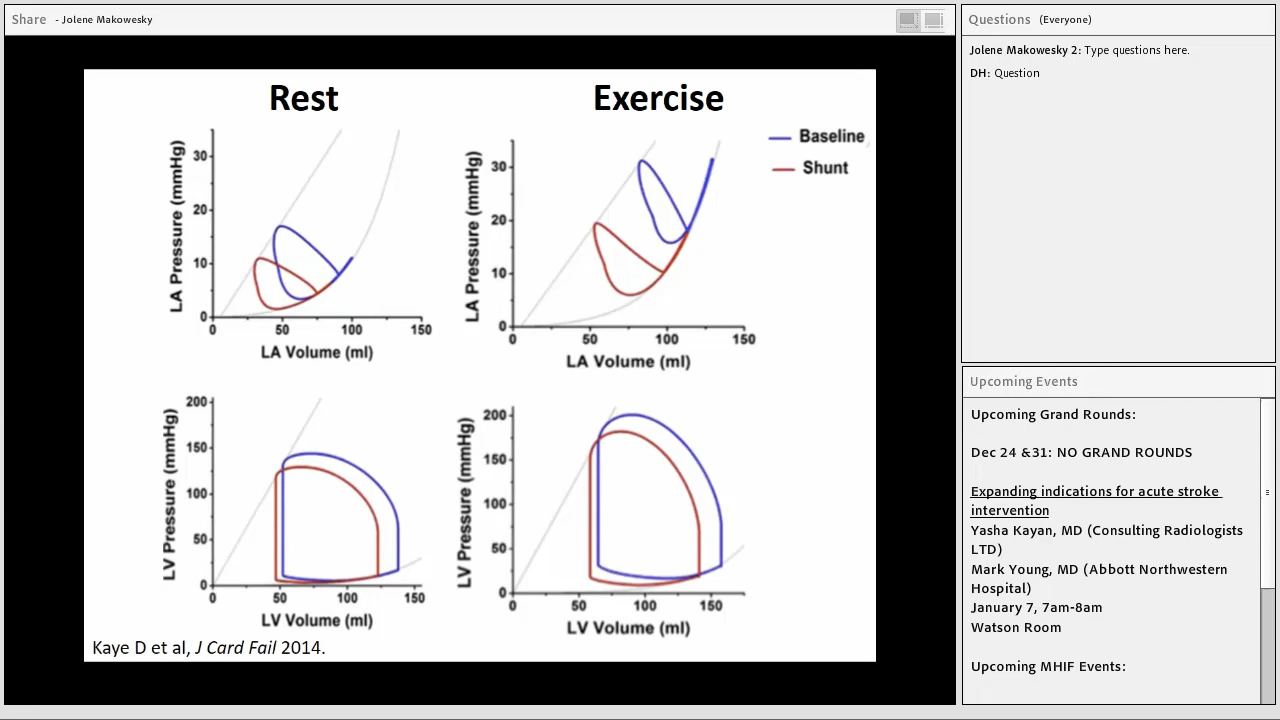 Share - Jolene Makowesky
Rest
Exercise
Baseline
Shunt
LA Pressure (mmHg)
30
20
10
0
0
50
100
150
LA Volume (ml)
LA Pressure (mmHg)
30
20
10
0
0
50
100
150
LA Volume (ml)
LV Pressure (mmHg)
200
150
100
50
0
0
50
100
150
LV Volume (ml)
LV Pressure (mmHg)
200
150
100
50
0
0
50
100
150
LV Volume (ml)
Kaye D et al, J Card Fail 2014.
Questions (Everyone)
Jolene Makowesky 2: Type questions here.
DH: Question
Upcoming Events
Upcoming Grand Rounds:
Dec 24 &31: NO GRAND ROUNDS
Expanding indications for acute stroke
intervention
Yasha Kayan, MD (Consulting Radiologists
LTD)
Mark Young, MD (Abbott Northwestern
Hospital)
January 7, 7am-8am
Watson Room
Upcoming MHIF Events: